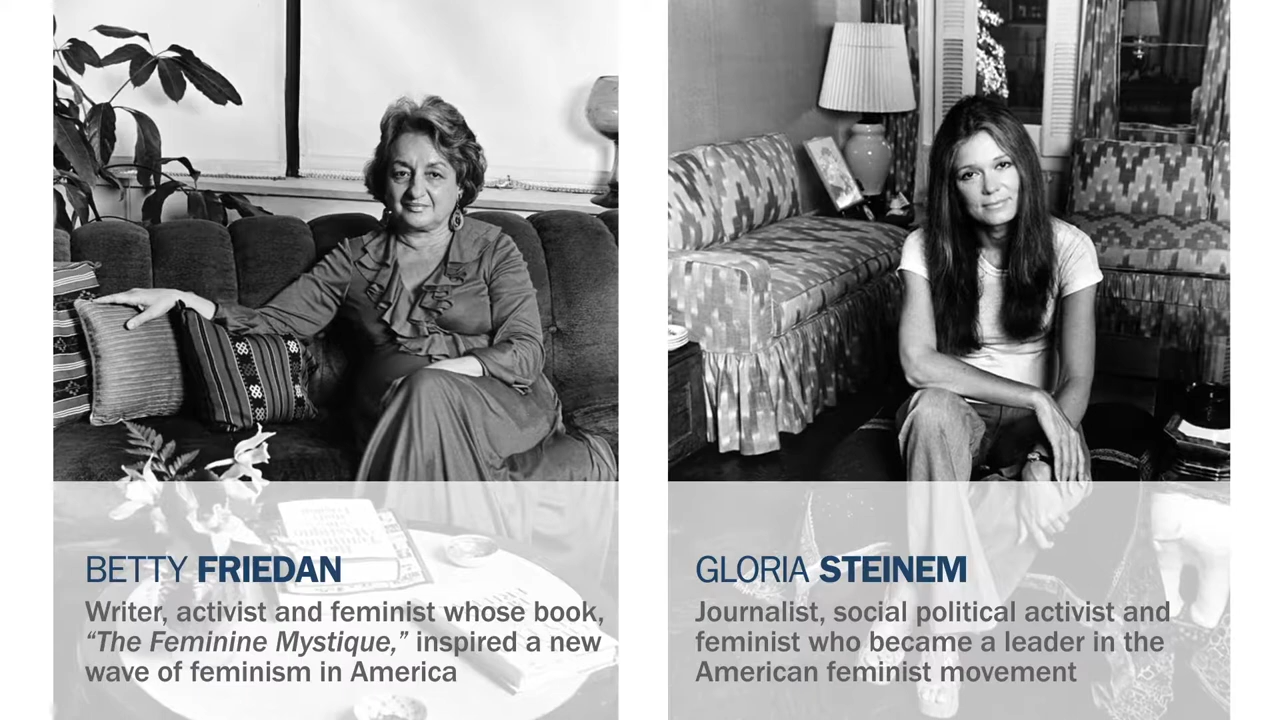 BETTY FRIEDAN
Writer, activist and feminist whose book,
“The Feminine Mystique,” inspired a new
wave of feminism in America
GLORIA STEINEM
Journalist, social political activist and
feminist who became a leader in the
American feminist movement